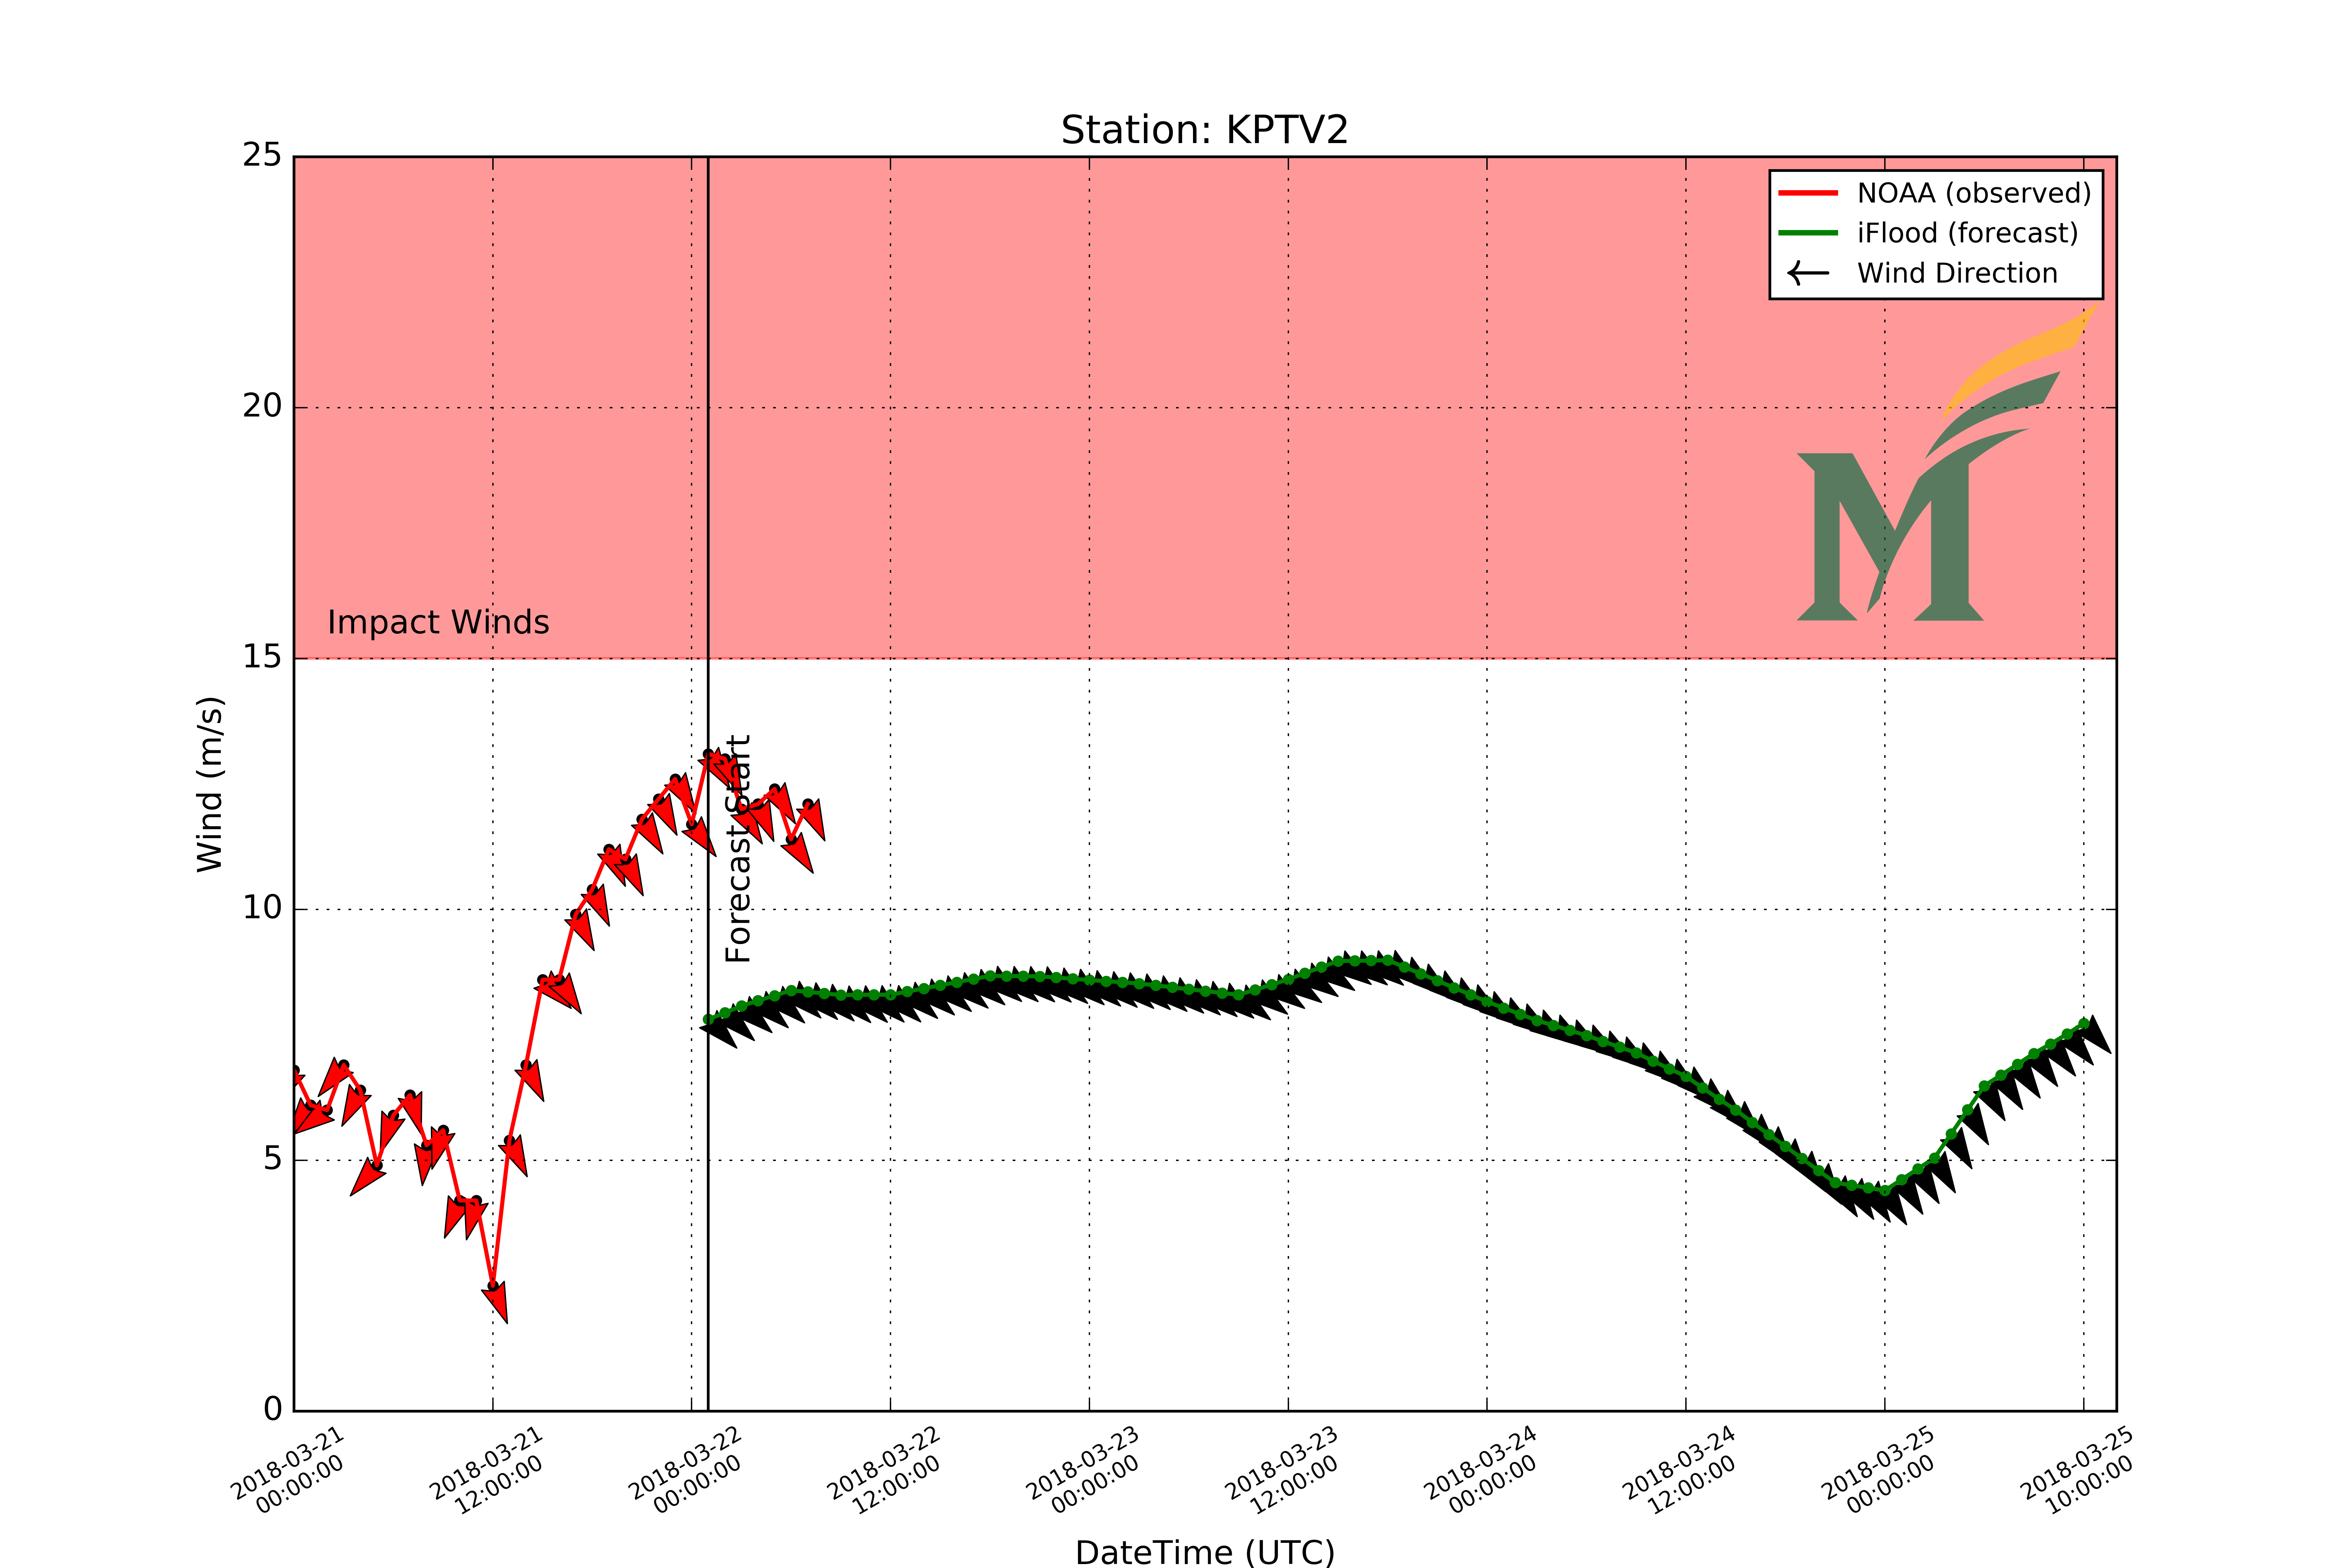 Station: KPTV2
25
20
15
10
5
0
Wind (m/s)
NOAA (observed)
iFlood (forecast)
Wind Direction
Impact Winds
Forecast Start
2018-03-21
00:00:00
2018-03-21
12:00:00
2018-03-22
00:00:00
2018-03-22
12:00:00
2018-03-23
00:00:00
2018-03-23
12:00:00
2018-03-24
00:00:00
2018-03-24
12:00:00
2018-03-25
00:00:00
2018-03-25
10:00:00
DateTime (UTC)
M